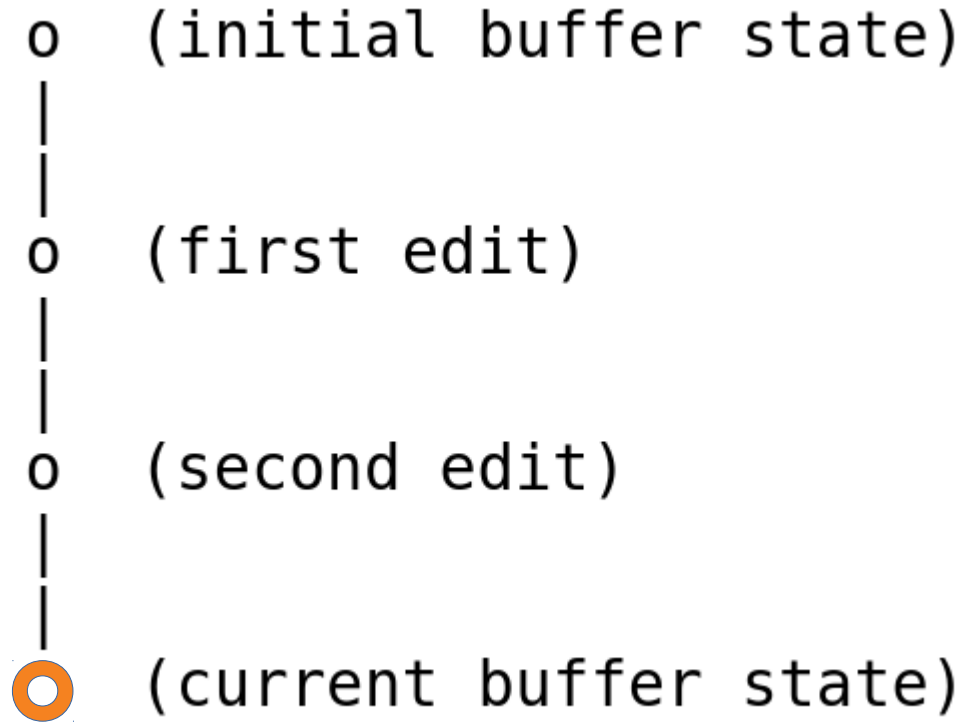 o (initial buffer state)
|
|
o (first edit)
|
|
o (second edit)
|
|
(current buffer state)